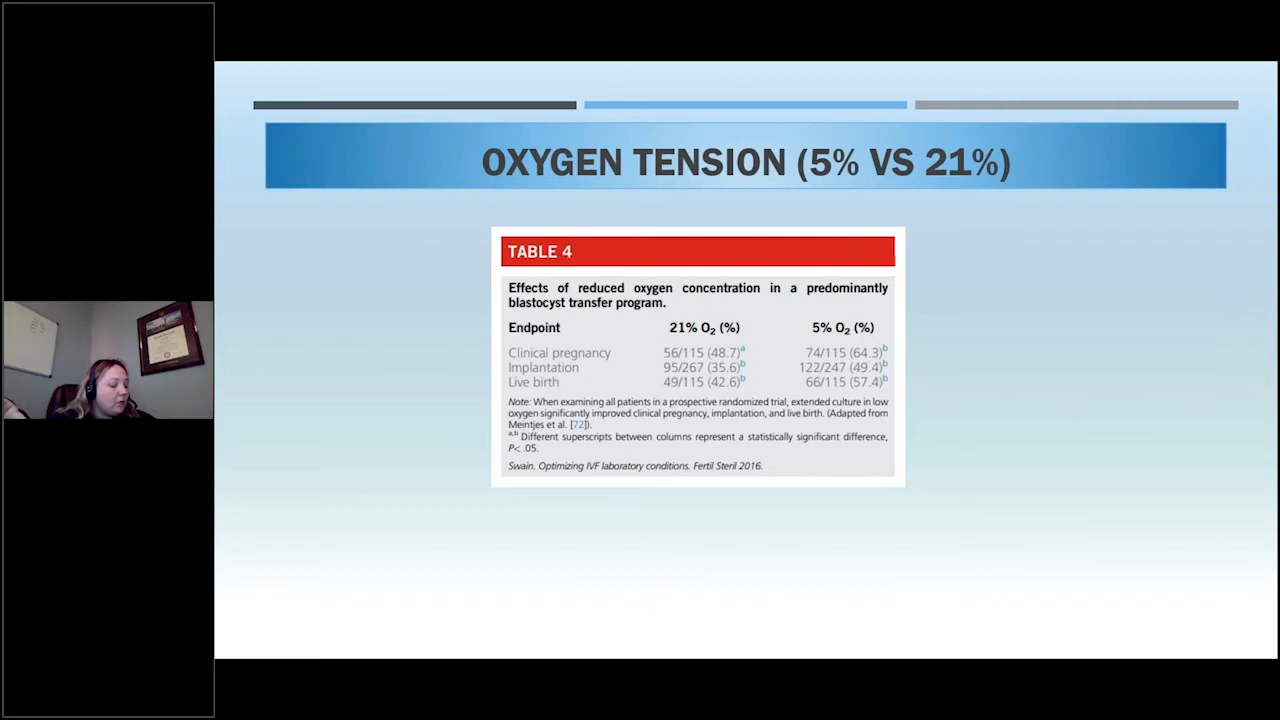 OXYGEN TENSION (5% VS 21%)
TABLE 4
Effects of reduced oxygen concentration in a predominantly
blastocyst transfer program.
Endpoint 21% O₂ (%) 5% O₂ (%)
Clinical pregnancy 56/115 (48.7)ᵃ 74/115 (64.3)ᵇ
Implantation 95/267 (35.6)ᵇ 122/247 (49.4)ᵇ
Live birth 49/115 (42.6)ᵇ 66/115 (57.4)ᵇ
Note: When examining all patients in a prospective randomized trial, extended culture in low
oxygen significantly improved clinical pregnancy, implantation, and live birth. (Adapted from
Meintjes et al. [72]).
ᵃ,ᵇ Different superscripts between columns represent a statistically significant difference,
P< .05.
Swain. Optimizing IVF laboratory conditions. Fertil Steril 2016.